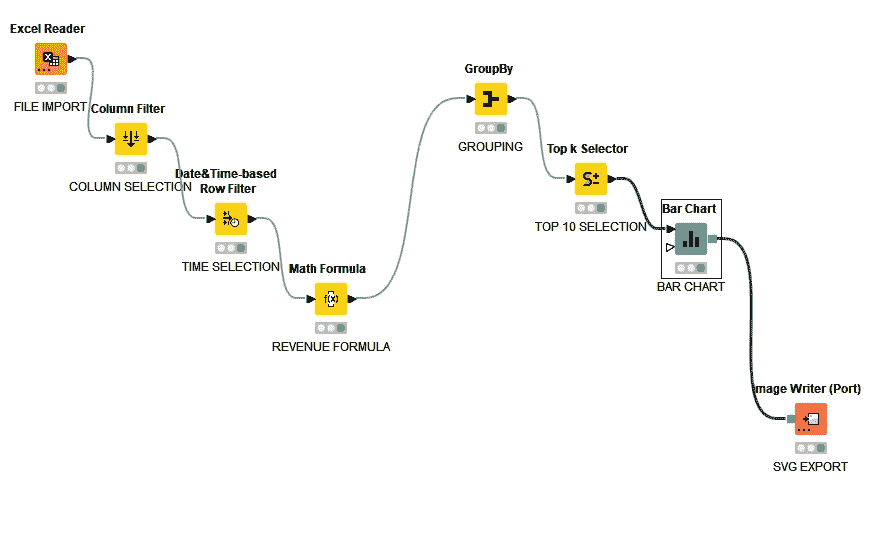 Excel Reader
FILE IMPORT
Column Filter
COLUMN SELECTION
Date&Time-based
Row Filter
TIME SELECTION
Math Formula
f(x)
REVENUE FORMULA
GroupBy
GROUPING
Top k Selector
TOP 10 SELECTION
Bar Chart
BAR CHART
mage Writer (Port)
SVG EXPORT